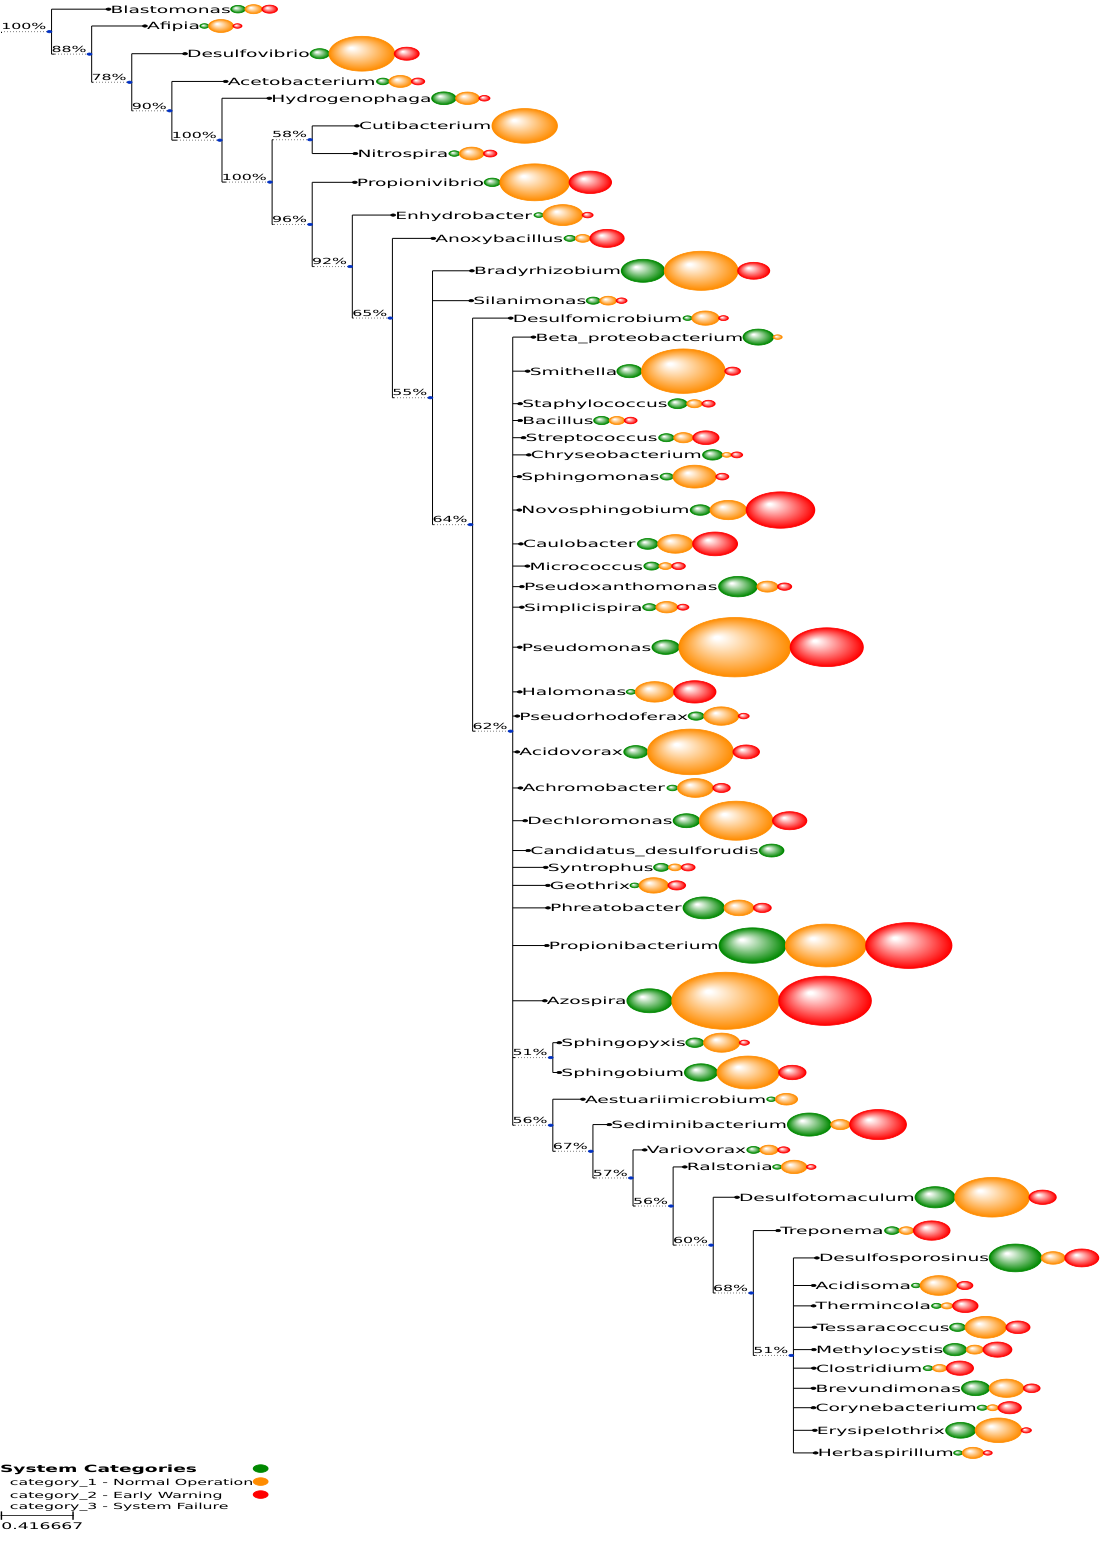 Blastomonas
100%
Afipia
88%
Desulfovibrio
78%
Acetobacterium
90%
Hydrogenophaga
100%
Cutibacterium
58%
Nitrospira
100%
Propionivibrio
96%
Enhydrobacter
92%
Anoxybacillus
65%
Bradyrhizobium
Silanimonas
55%
Desulfomicrobium
64%
Beta_proteobacterium
Smithella
Staphylococcus
Bacillus
Streptococcus
Chryseobacterium
Sphingomonas
Novosphingobium
Caulobacter
Micrococcus
Pseudoxanthomonas
Simplicispira
Pseudomonas
Halomonas
Pseudorhodoferax
62%
Acidovorax
Achromobacter
Dechloromonas
Candidatus_desulforudis
Syntrophus
Geothrix
Phreatobacter
Propionibacterium
Azospira
Sphingopyxis
51%
Sphingobium
Aestuariimicrobium
56%
Sediminibacterium
67%
Variovorax
57%
Ralstonia
56%
Desulfotomaculum
60%
Treponema
68%
Desulfosporosinus
Acidisoma
Thermincola
Tessaracoccus
51%
Methylocystis
Clostridium
Brevundimonas
Corynebacterium
Erysipelothrix
Herbaspirillum
System Categories
category_1 - Normal Operation
category_2 - Early Warning
category_3 - System Failure
0.416667